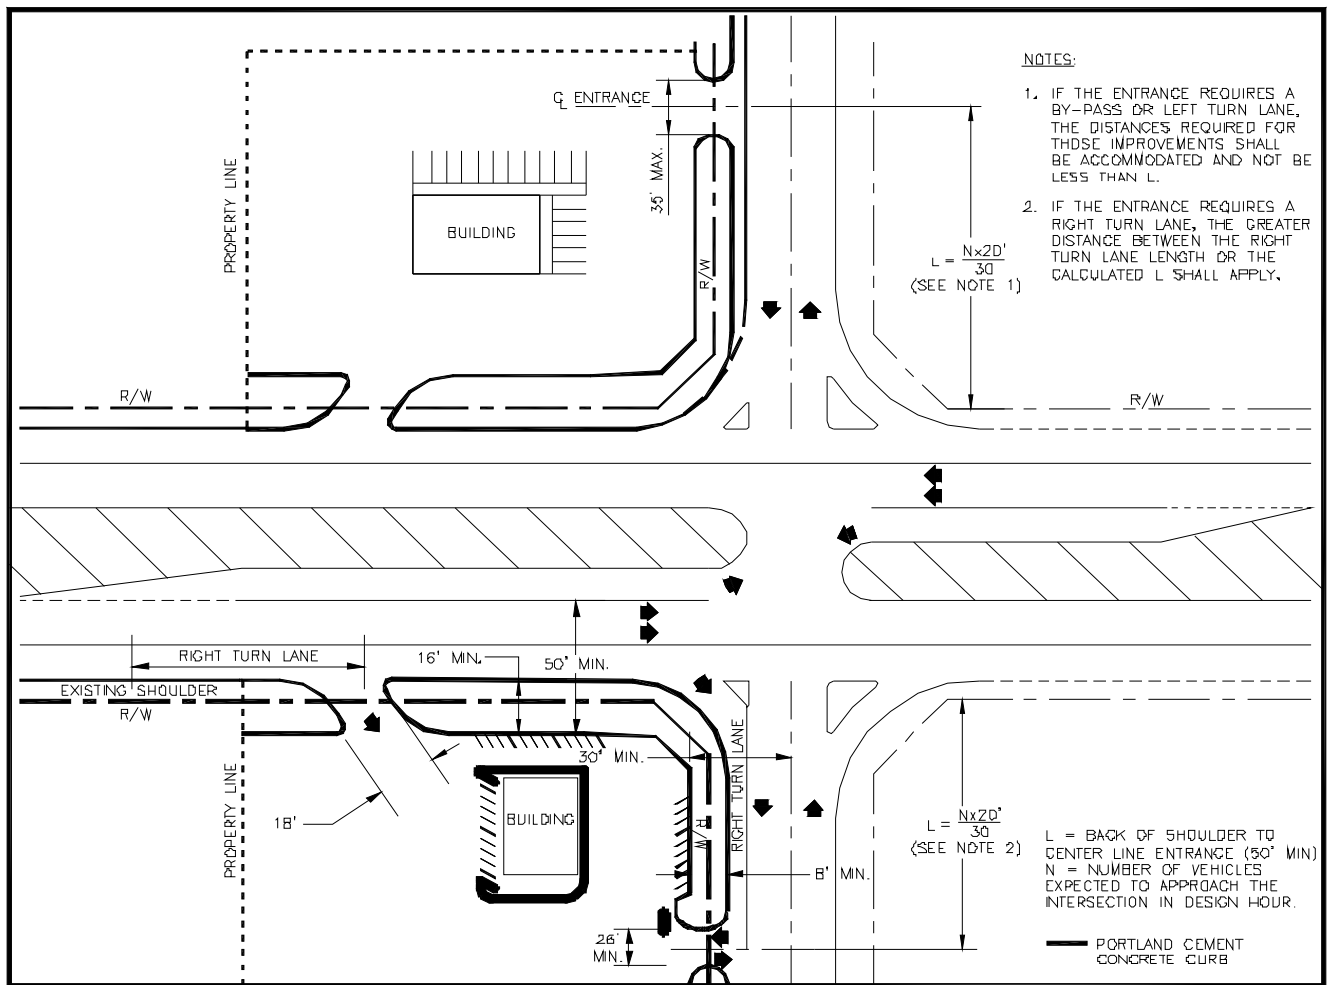 NOTES:
1. IF THE ENTRANCE REQUIRES A
BY-PASS OR LEFT TURN LANE,
THE DISTANCES REQUIRED FOR
THOSE IMPROVEMENTS SHALL
BE ACCOMMODATED AND NOT BE
LESS THAN L.
2. IF THE ENTRANCE REQUIRES A
RIGHT TURN LANE, THE GREATER
DISTANCE BETWEEN THE RIGHT
TURN LANE LENGTH OR THE
CALCULATED L SHALL APPLY.
℄ ENTRANCE
35' MAX.
PROPERTY LINE
BUILDING
R/W
L = Nx20'
30
(SEE NOTE 1)
R/W
R/W
RIGHT TURN LANE
16' MIN.
50' MIN.
EXISTING SHOULDER
R/W
30' MIN.
RIGHT TURN LANE
PROPERTY LINE
18'
BUILDING
R/W
L = Nx20'
30
(SEE NOTE 2)
8' MIN.
26'
MIN.
L = BACK OF SHOULDER TO
CENTER LINE ENTRANCE (50' MIN)
N = NUMBER OF VEHICLES
EXPECTED TO APPROACH THE
INTERSECTION IN DESIGN HOUR.
PORTLAND CEMENT
CONCRETE CURB